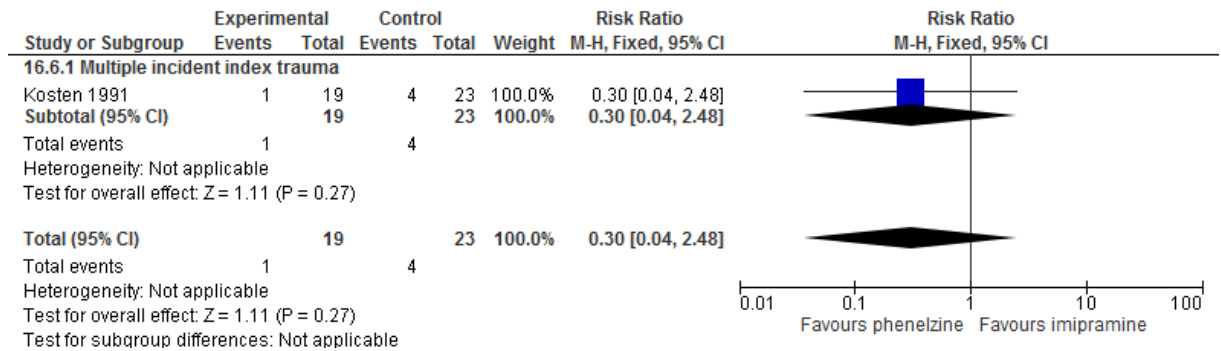 Experimental Control Risk Ratio Risk Ratio
Study or Subgroup Events Total Events Total Weight M-H, Fixed, 95% CI M-H, Fixed, 95% CI
16.6.1 Multiple incident index trauma
Kosten 1991 1 19 4 23 100.0% 0.30 [0.04, 2.48]
Subtotal (95% CI) 19 23 100.0% 0.30 [0.04, 2.48]
Total events 1 4
Heterogeneity: Not applicable
Test for overall effect: Z = 1.11 (P = 0.27)
Total (95% CI) 19 23 100.0% 0.30 [0.04, 2.48]
Total events 1 4
Heterogeneity: Not applicable
Test for overall effect: Z = 1.11 (P = 0.27)
Test for subgroup differences: Not applicable
0.01 0.1 1 10 100
Favours phenelzine Favours imipramine